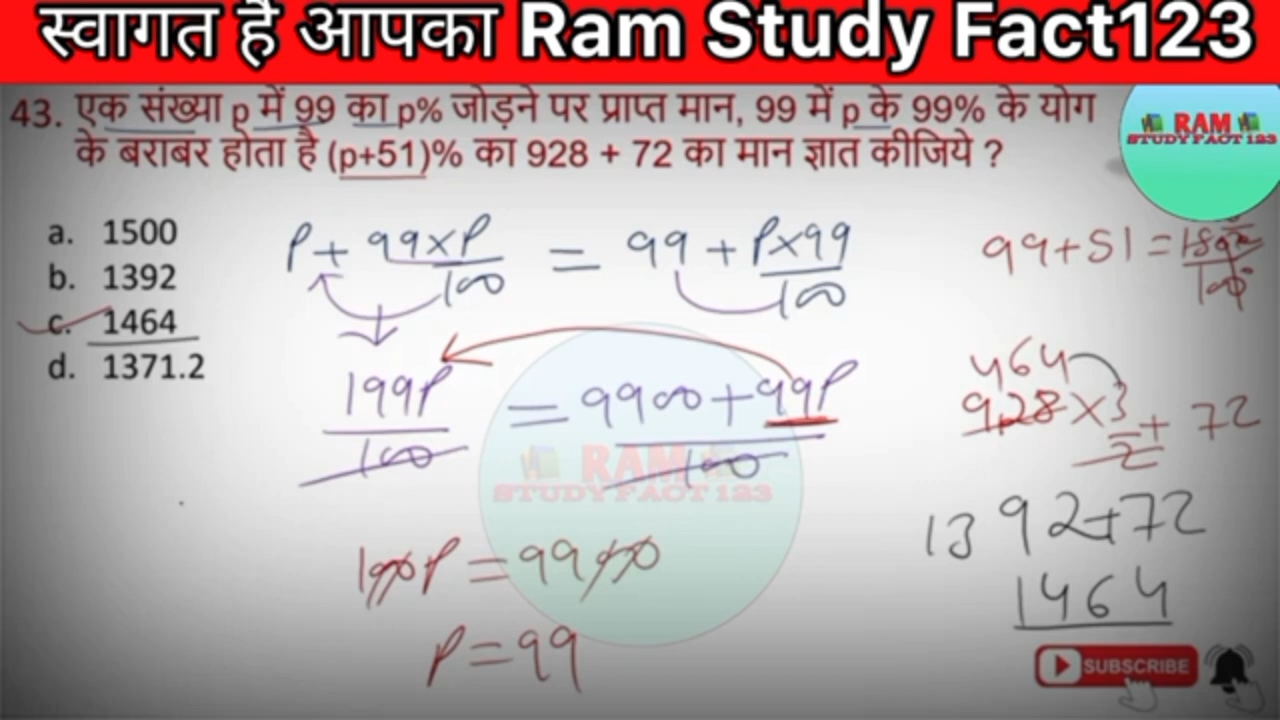 स्वागत है आपका Ram Study Fact123
43. एक संख्या p में 99 का p% जोड़ने पर प्राप्त मान, 99 में p के 99% के योग
के बराबर होता है (p+51)% का 928 + 72 का मान ज्ञात कीजिये ?
RAM
STUDY FACT 123
a. 1500
b. 1392
c. 1464
d. 1371.2
P + 99×P/100 = 99 + P×99/100
199P/100 = 9900+99P/100
100P = 9900
P = 99
99+51 =
464
928 × 3/2 + 72
1392+72
1464
RAM
STUDY FACT 123
SUBSCRIBE